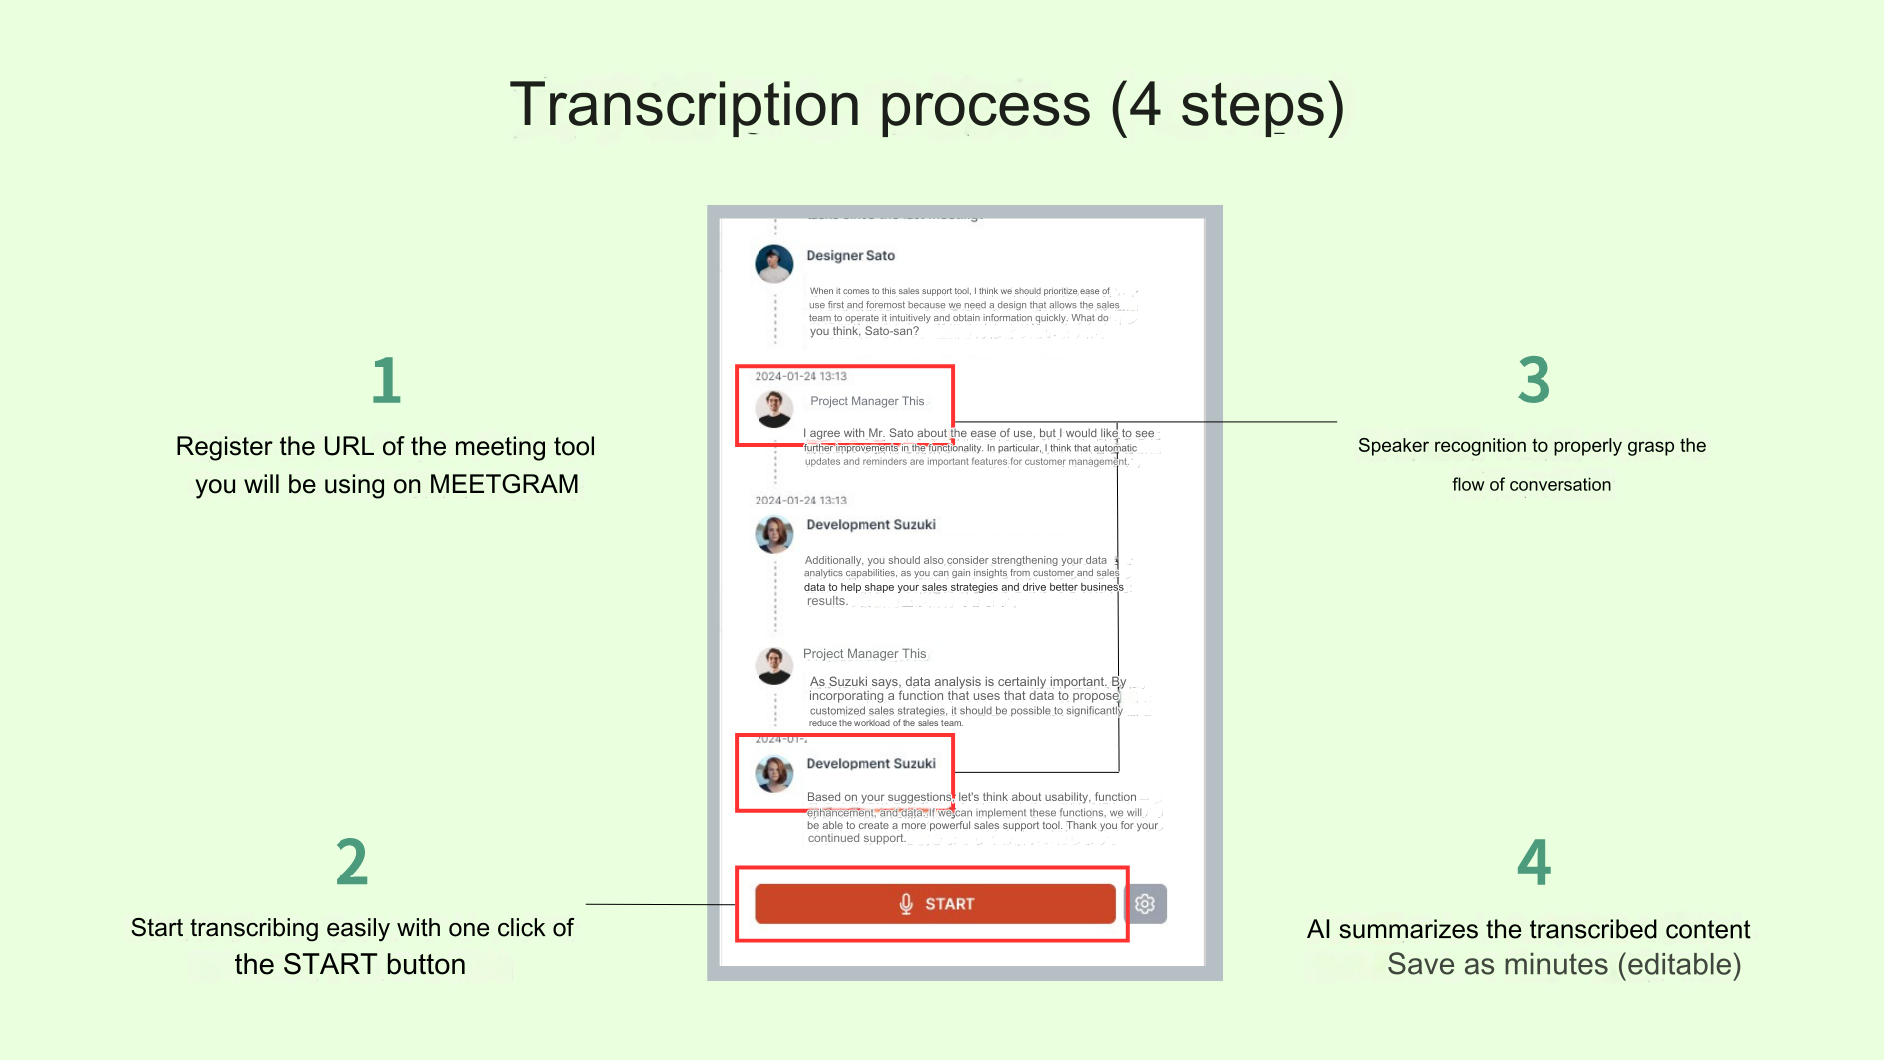 Transcription process (4 steps)
1
Register the URL of the meeting tool
you will be using on MEETGRAM
2
Start transcribing easily with one click of
the START button
Designer Sato
When it comes to this sales support tool, I think we should prioritize ease of
use first and foremost because we need a design that allows the sales
team to operate it intuitively and obtain information quickly. What do
you think, Sato-san?
2024-01-24 13:13
Project Manager This
I agree with Mr. Sato about the ease of use, but I would like to see
further improvements in the functionality. In particular, I think that automatic
updates and reminders are important features for customer management.
2024-01-24 13:13
Development Suzuki
Additionally, you should also consider strengthening your data
analytics capabilities, as you can gain insights from customer and sales
data to help shape your sales strategies and drive better business
results.
Project Manager This
As Suzuki says, data analysis is certainly important. By
incorporating a function that uses that data to propose
customized sales strategies, it should be possible to significantly
reduce the workload of the sales team.
2024-01-
Development Suzuki
Based on your suggestions, let's think about usability, function
enhancement, and data. If we can implement these functions, we will
be able to create a more powerful sales support tool. Thank you for your
continued support.
START
3
Speaker recognition to properly grasp the
flow of conversation
4
AI summarizes the transcribed content
Save as minutes (editable)